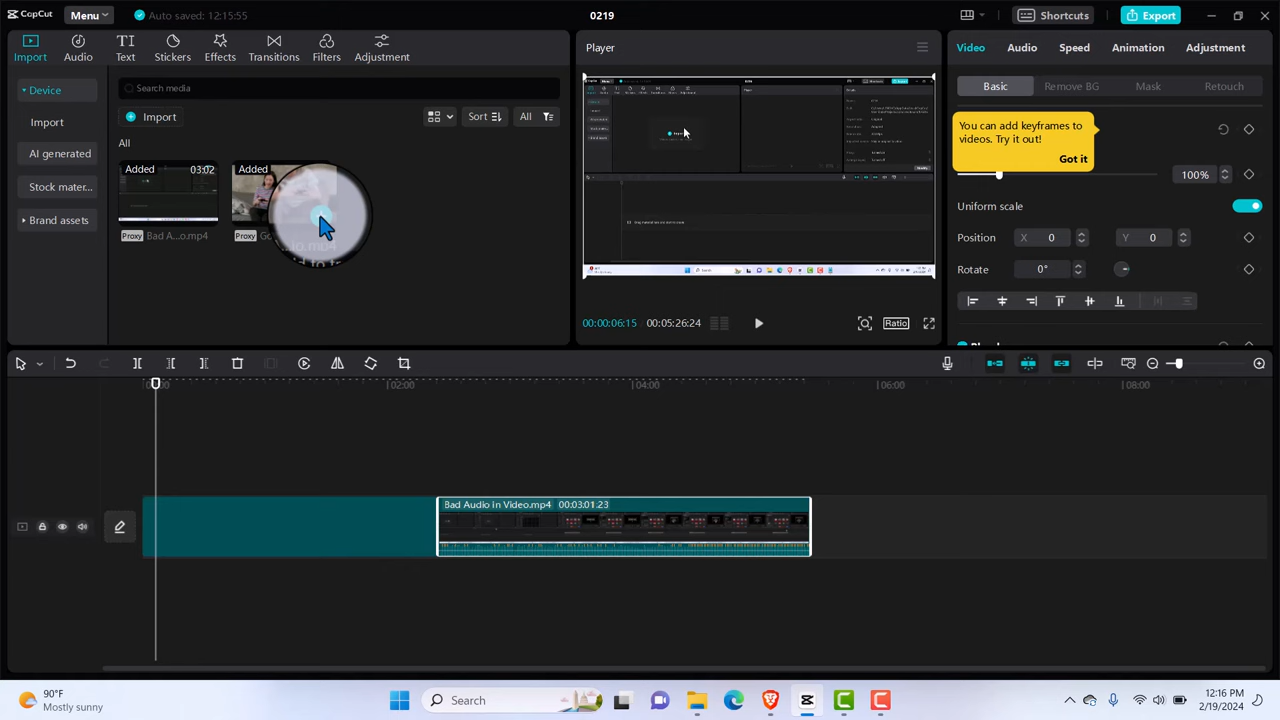 CapCut
Menu
Auto saved: 12:15:55
0219
Shortcuts
Export
Import
Audio
Text
Stickers
Effects
Transitions
Filters
Adjustment
Device
Import
AI generated
Stock mater...
Brand assets
Search media
Import
Sort
All
All
Added
03:02
Added
Proxy
Bad A...o.mp4
Proxy
Player
00:00:06:15
00:05:26:24
Ratio
Video
Audio
Speed
Animation
Adjustment
Basic
Remove BG
Mask
Retouch
You can add keyframes to
videos. Try it out!
Got it
100%
Uniform scale
Position
X
0
Y
0
Rotate
0°
02:00
04:00
06:00
08:00
Bad Audio in Video.mp4
00:03:01:23
90°F
Mostly sunny
Search
12:16 PM
2/19/2024